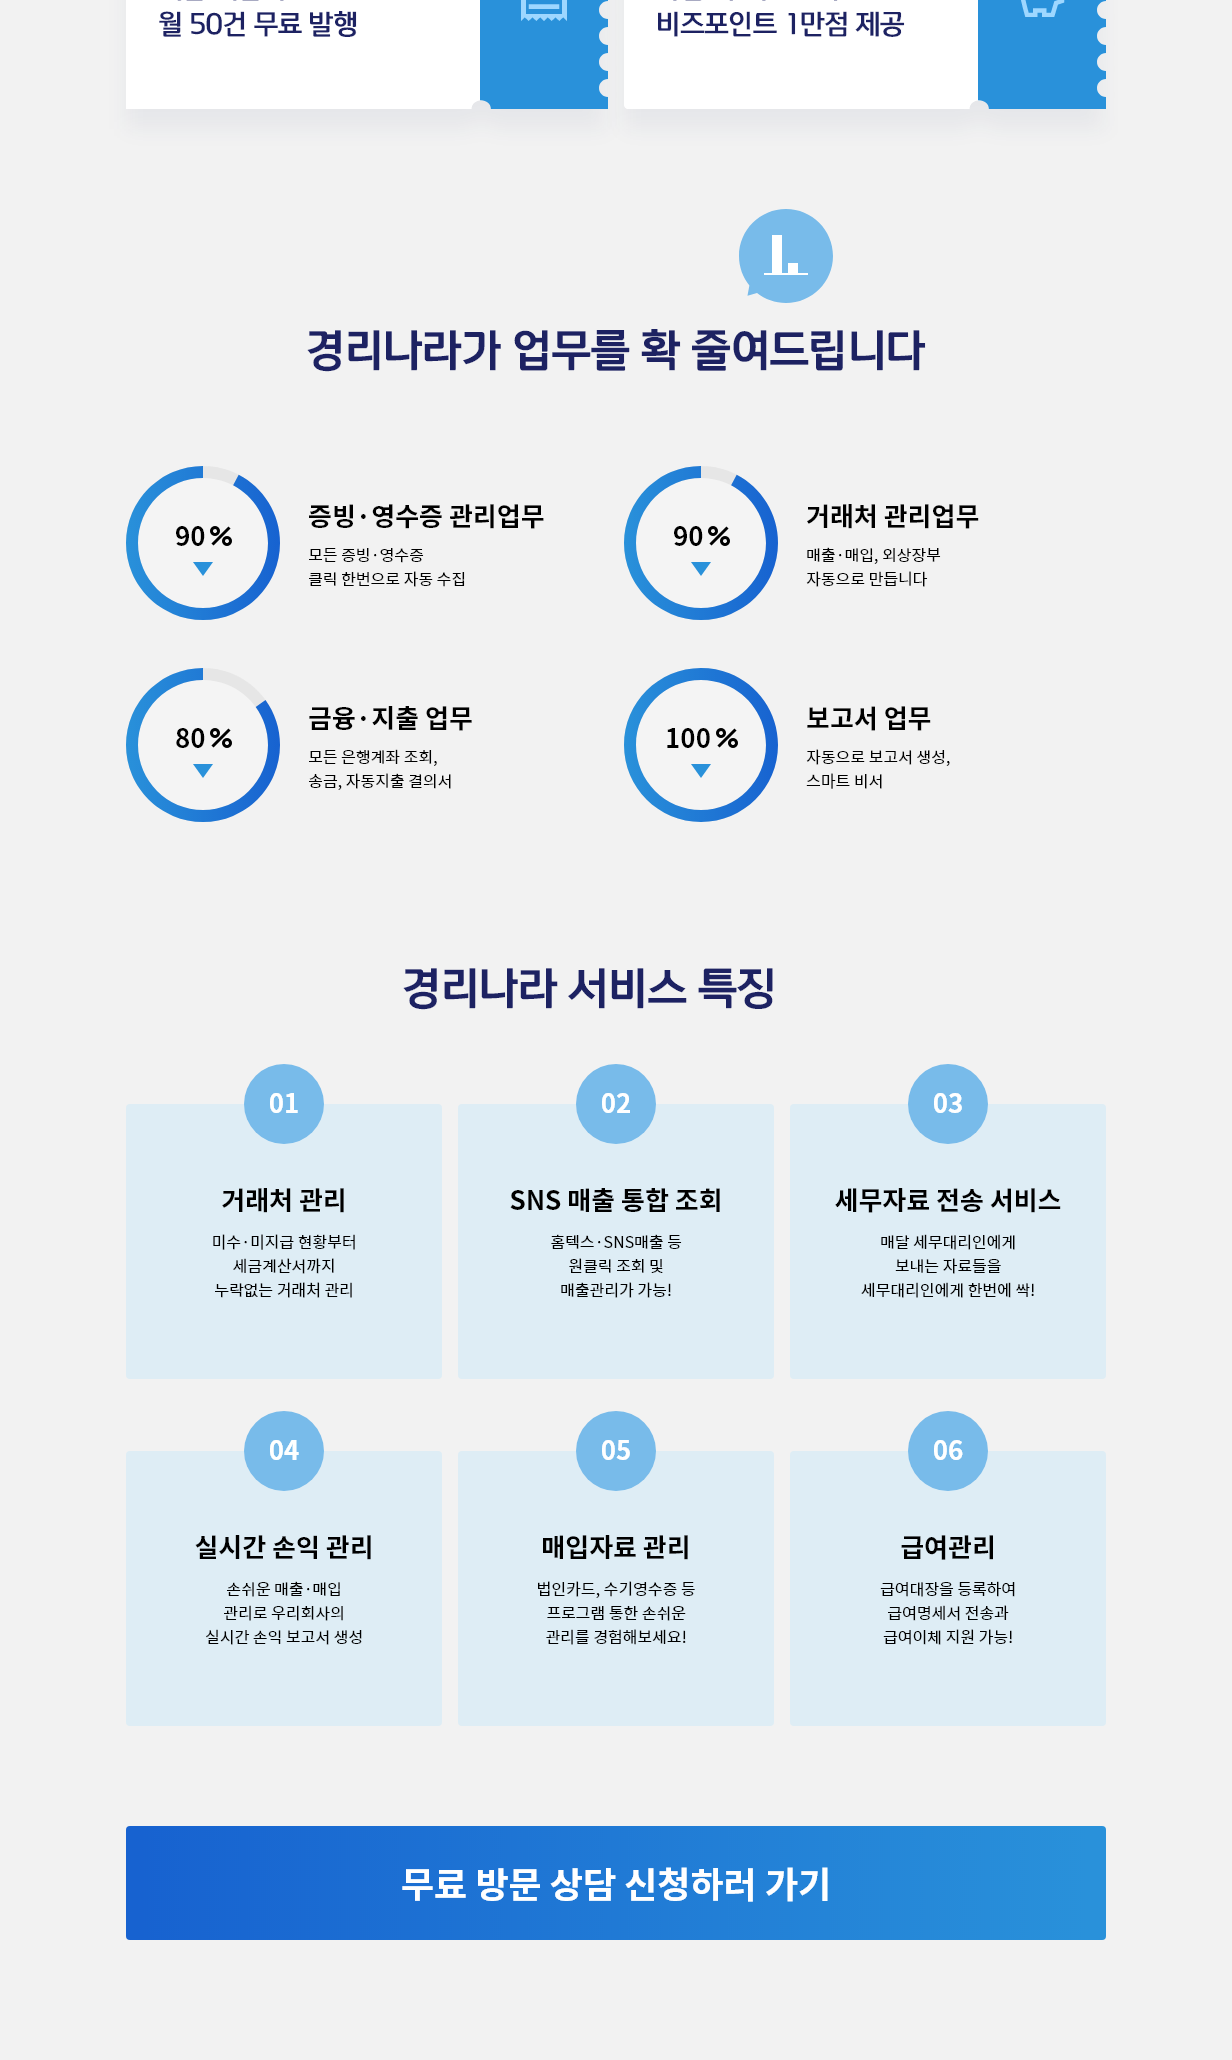 월 50건 무료 발행
비즈포인트 1만점 제공
경리나라가 업무를 확 줄여드립니다
90%
증빙·영수증 관리업무
모든 증빙·영수증
클릭 한번으로 자동 수집
90%
거래처 관리업무
매출·매입, 외상장부
자동으로 만듭니다
80%
금융·지출 업무
모든 은행계좌 조회,
송금, 자동지출 결의서
100%
보고서 업무
자동으로 보고서 생성,
스마트 비서
경리나라 서비스 특징
01
거래처 관리
미수·미지급 현황부터
세금계산서까지
누락없는 거래처 관리
02
SNS 매출 통합 조회
홈텍스·SNS매출 등
원클릭 조회 및
매출관리가 가능!
03
세무자료 전송 서비스
매달 세무대리인에게
보내는 자료들을
세무대리인에게 한번에 싹!
04
실시간 손익 관리
손쉬운 매출·매입
관리로 우리회사의
실시간 손익 보고서 생성
05
매입자료 관리
법인카드, 수기영수증 등
프로그램 통한 손쉬운
관리를 경험해보세요!
06
급여관리
급여대장을 등록하여
급여명세서 전송과
급여이체 지원 가능!
무료 방문 상담 신청하러 가기